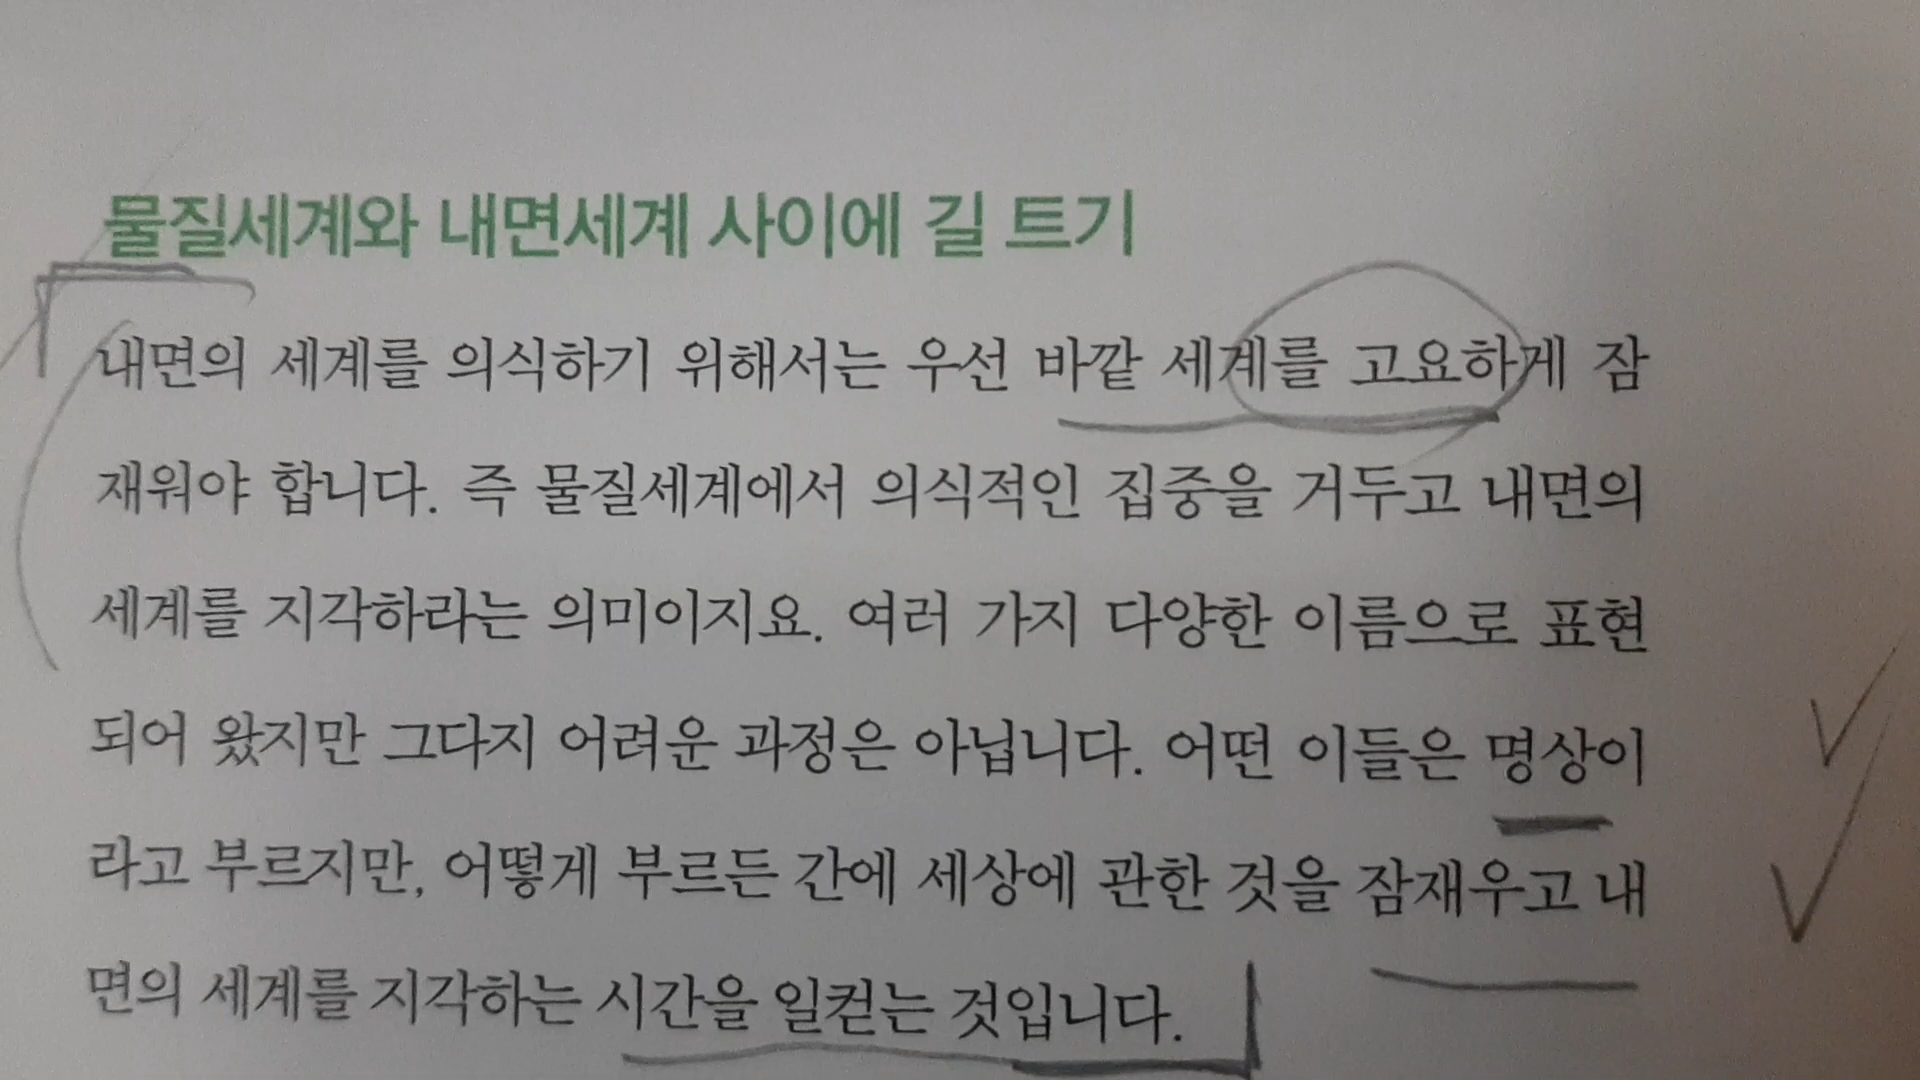 물질세계와 내면세계 사이에 길 트기
내면의 세계를 의식하기 위해서는 우선 바깥 세계를 고요하게 잠
재워야 합니다. 즉 물질세계에서 의식적인 집중을 거두고 내면의
세계를 지각하라는 의미이지요. 여러 가지 다양한 이름으로 표현
되어 왔지만 그다지 어려운 과정은 아닙니다. 어떤 이들은 명상이
라고 부르지만, 어떻게 부르든 간에 세상에 관한 것을 잠재우고 내
면의 세계를 지각하는 시간을 일컫는 것입니다.